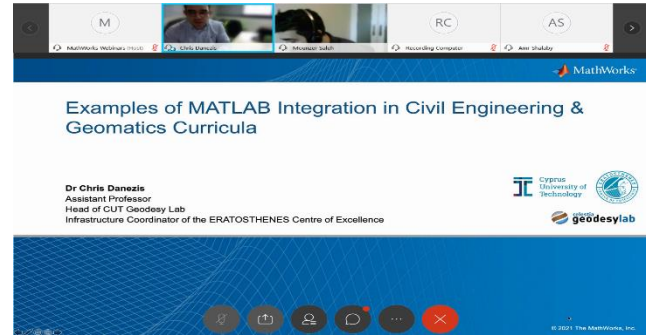 M
RC
AS
MathWorks Webinars (Host)
Chris Danezis
Mounzer Saleh
Recording Computer
Amr Shalaby
MathWorks
Examples of MATLAB Integration in Civil Engineering &
Geomatics Curricula
Dr Chris Danezis
Assistant Professor
Head of CUT Geodesy Lab
Infrastructure Coordinator of the ERATOSTHENES Centre of Excellence
Cyprus
University of
Technology
geodesylab
© 2021 The MathWorks, Inc.